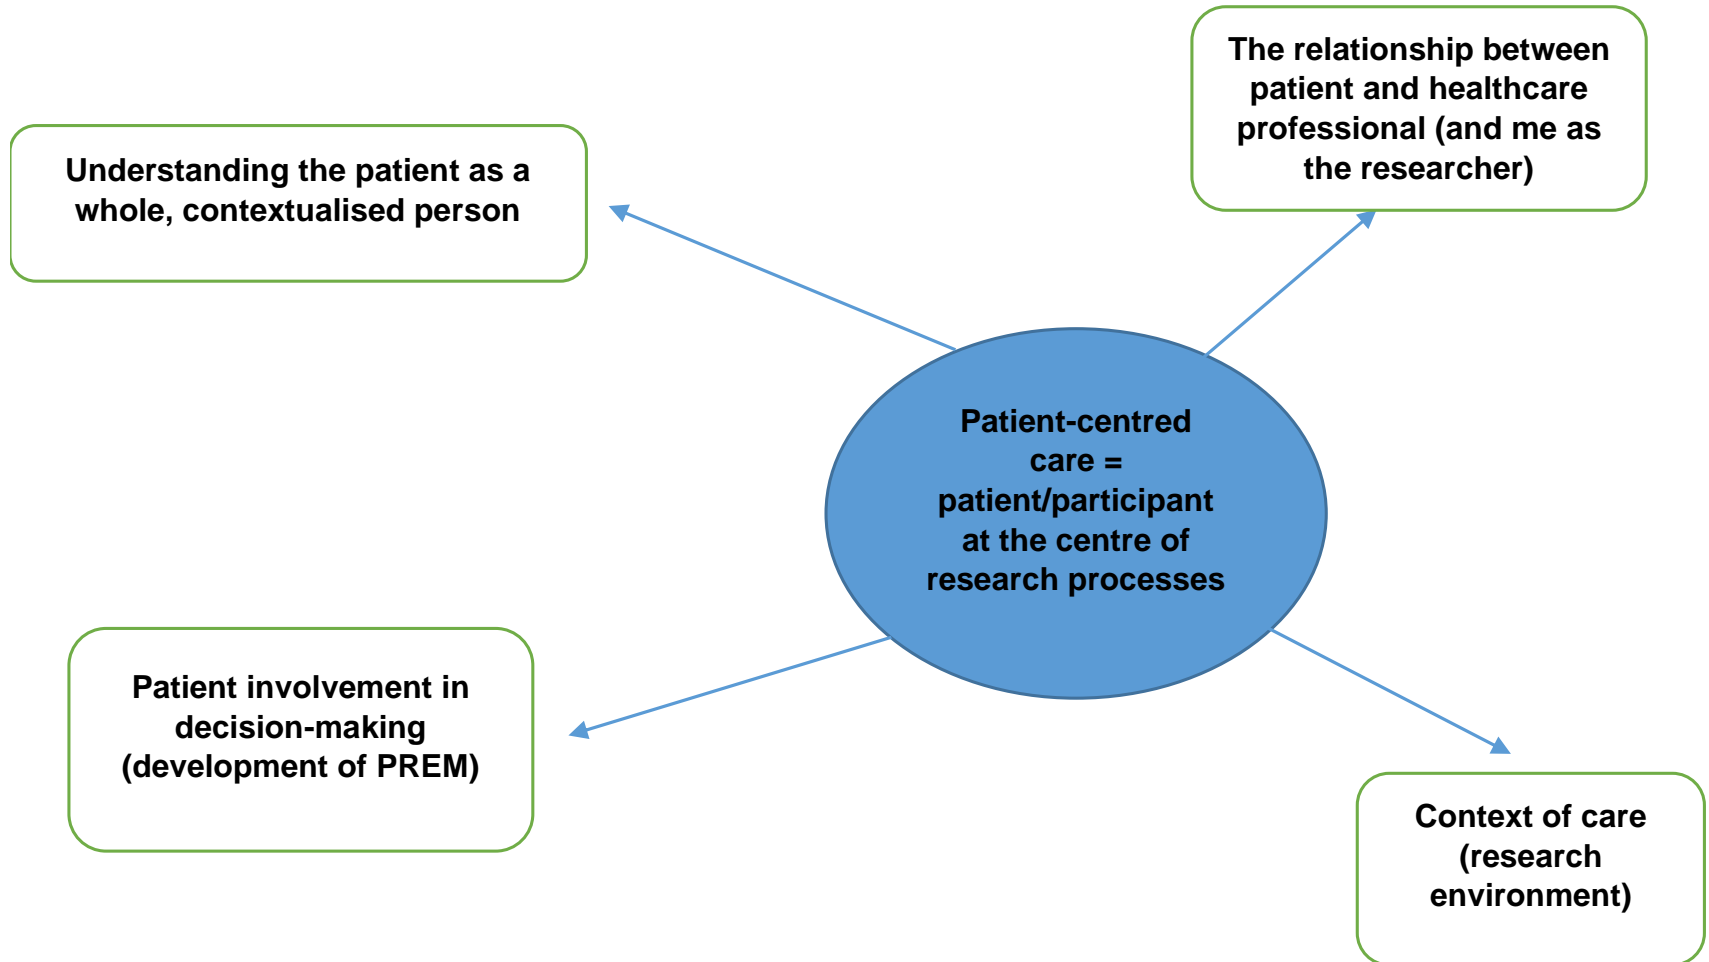 The relationship between
patient and healthcare
professional (and me as
the researcher)
Understanding the patient as a
whole, contextualised person
Patient-centred
care =
patient/participant
at the centre of
research processes
Patient involvement in
decision-making
(development of PREM)
Context of care
(research
environment)